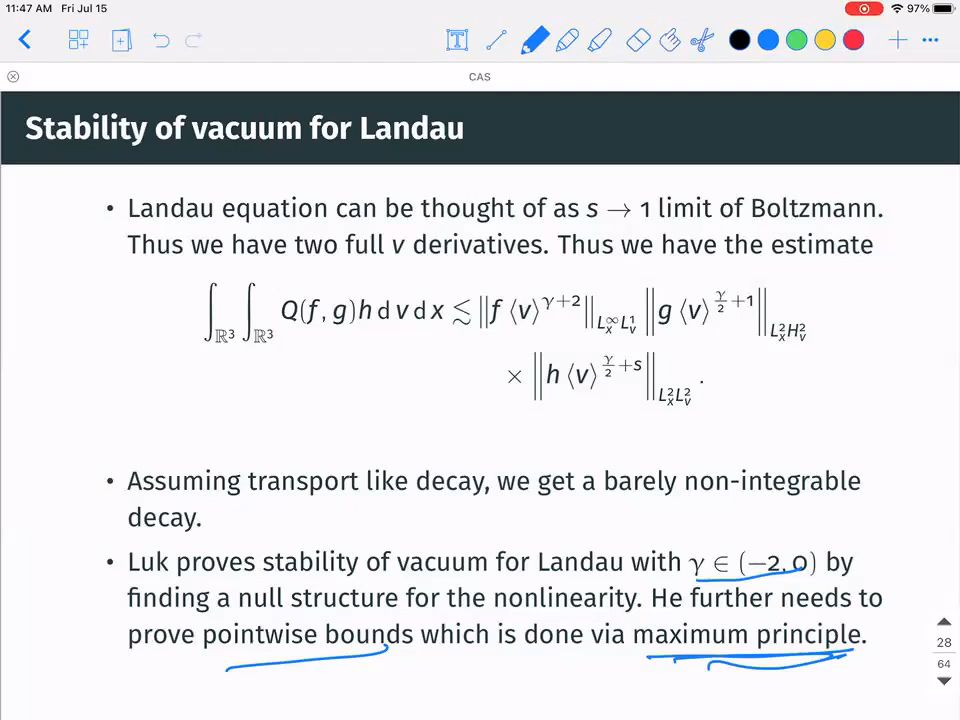 11:47 AM Fri Jul 15 97%
CAS
Stability of vacuum for Landau
• Landau equation can be thought of as s → 1 limit of Boltzmann.
Thus we have two full v derivatives. Thus we have the estimate
∫_{ℝ³} ∫_{ℝ³} Q(f, g)h d v d x ≲ ‖f ⟨v⟩^{γ+2}‖_{L^∞_x L^1_v} ‖g ⟨v⟩^{γ/2+1}‖_{L^2_x H^2_v}
× ‖h ⟨v⟩^{γ/2+s}‖_{L^2_x L^2_v} .
• Assuming transport like decay, we get a barely non-integrable
decay.
• Luk proves stability of vacuum for Landau with γ ∈ (−2, 0) by
finding a null structure for the nonlinearity. He further needs to
prove pointwise bounds which is done via maximum principle.
28
64